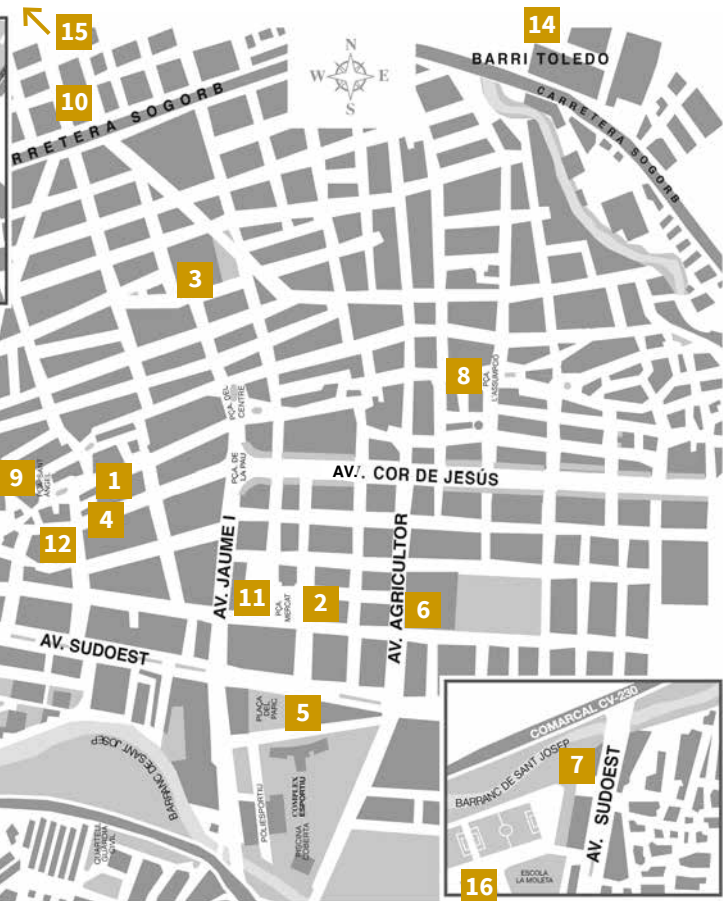 15
14
N
W E
S
BARRI TOLEDO
10
RRETERA SOGORB
CARRETERA SOGORB
3
8
PÇA.
L'ASSUMPCIÓ
PÇA. DEL
CENTRE
9
1
PÇA. DE
LA PAU
AV. COR DE JESÚS
4
12
AV. JAUME I
AV. AGRICULTOR
11
PÇA.
MERCAT
2
6
AV. SUDOEST
PLAÇA
DEL
PARC
5
BARRANC DE SANT JOSEP
BARRANC DE SANT JOSEP
POLIESPORTIU
COMPLEX
ESPORTIU
PISCINA
COBERTA
QUARTELL
GUARDIA
CIVIL
COMARCAL CV-230
7
AV. SUDOEST
ESCOLA
LA MOLETA
16